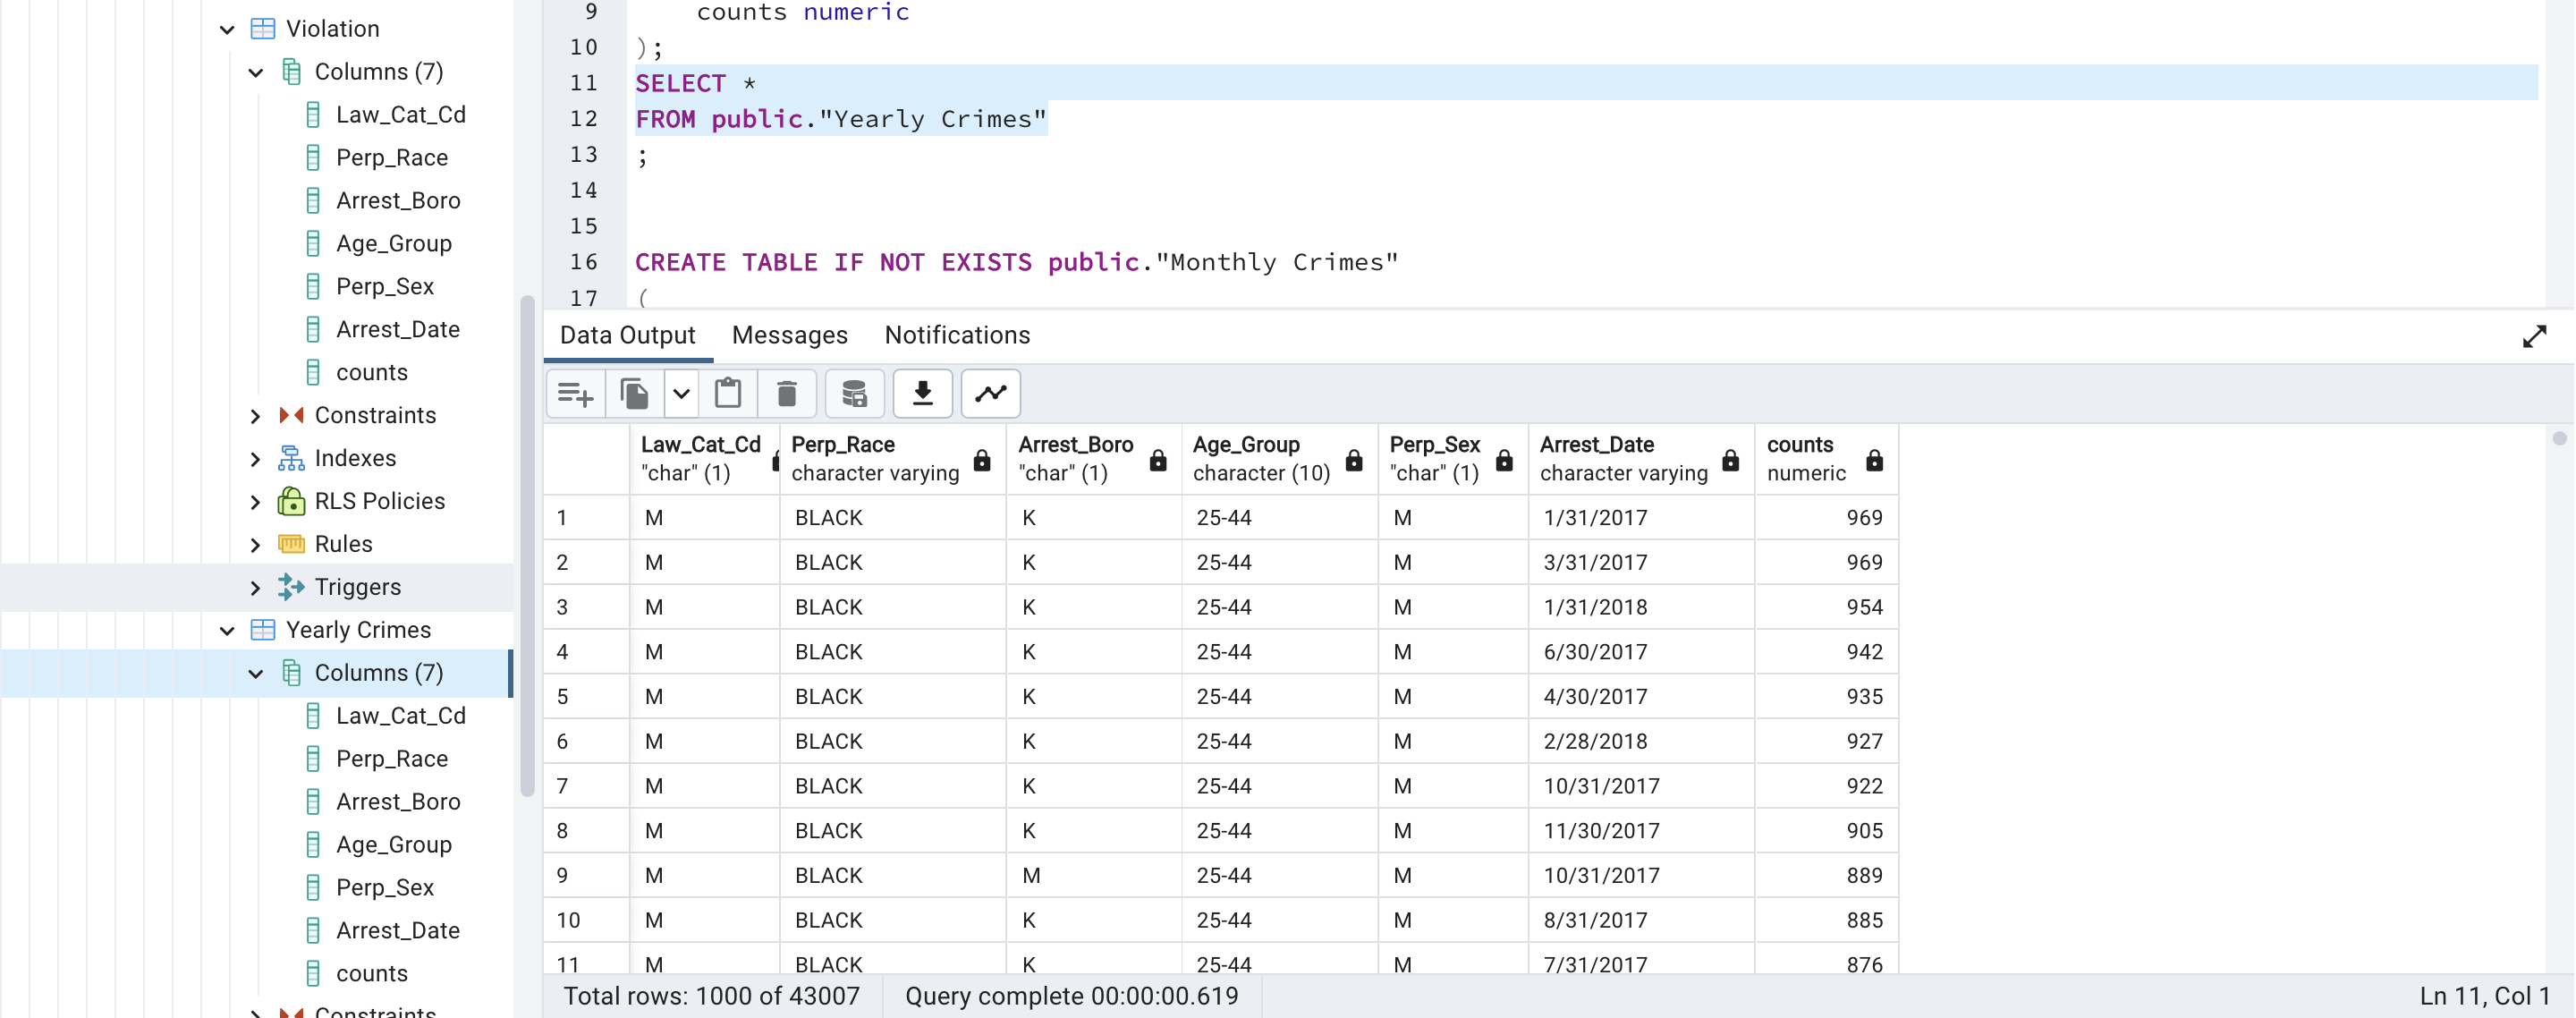 Violation
Columns (7)
Law_Cat_Cd
Perp_Race
Arrest_Boro
Age_Group
Perp_Sex
Arrest_Date
counts
Constraints
Indexes
RLS Policies
Rules
Triggers
Yearly Crimes
Columns (7)
Law_Cat_Cd
Perp_Race
Arrest_Boro
Age_Group
Perp_Sex
Arrest_Date
counts
Constraints
9 counts numeric
10 );
11 SELECT *
12 FROM public."Yearly Crimes"
13 ;
14
15
16 CREATE TABLE IF NOT EXISTS public."Monthly Crimes"
17 (
Data Output Messages Notifications
Law_Cat_Cd Perp_Race Arrest_Boro Age_Group Perp_Sex Arrest_Date counts
"char" (1) character varying "char" (1) character (10) "char" (1) character varying numeric
1 M BLACK K 25-44 M 1/31/2017 969
2 M BLACK K 25-44 M 3/31/2017 969
3 M BLACK K 25-44 M 1/31/2018 954
4 M BLACK K 25-44 M 6/30/2017 942
5 M BLACK K 25-44 M 4/30/2017 935
6 M BLACK K 25-44 M 2/28/2018 927
7 M BLACK K 25-44 M 10/31/2017 922
8 M BLACK K 25-44 M 11/30/2017 905
9 M BLACK M 25-44 M 10/31/2017 889
10 M BLACK K 25-44 M 8/31/2017 885
11 M BLACK K 25-44 M 7/31/2017 876
Total rows: 1000 of 43007 Query complete 00:00:00.619 Ln 11, Col 1